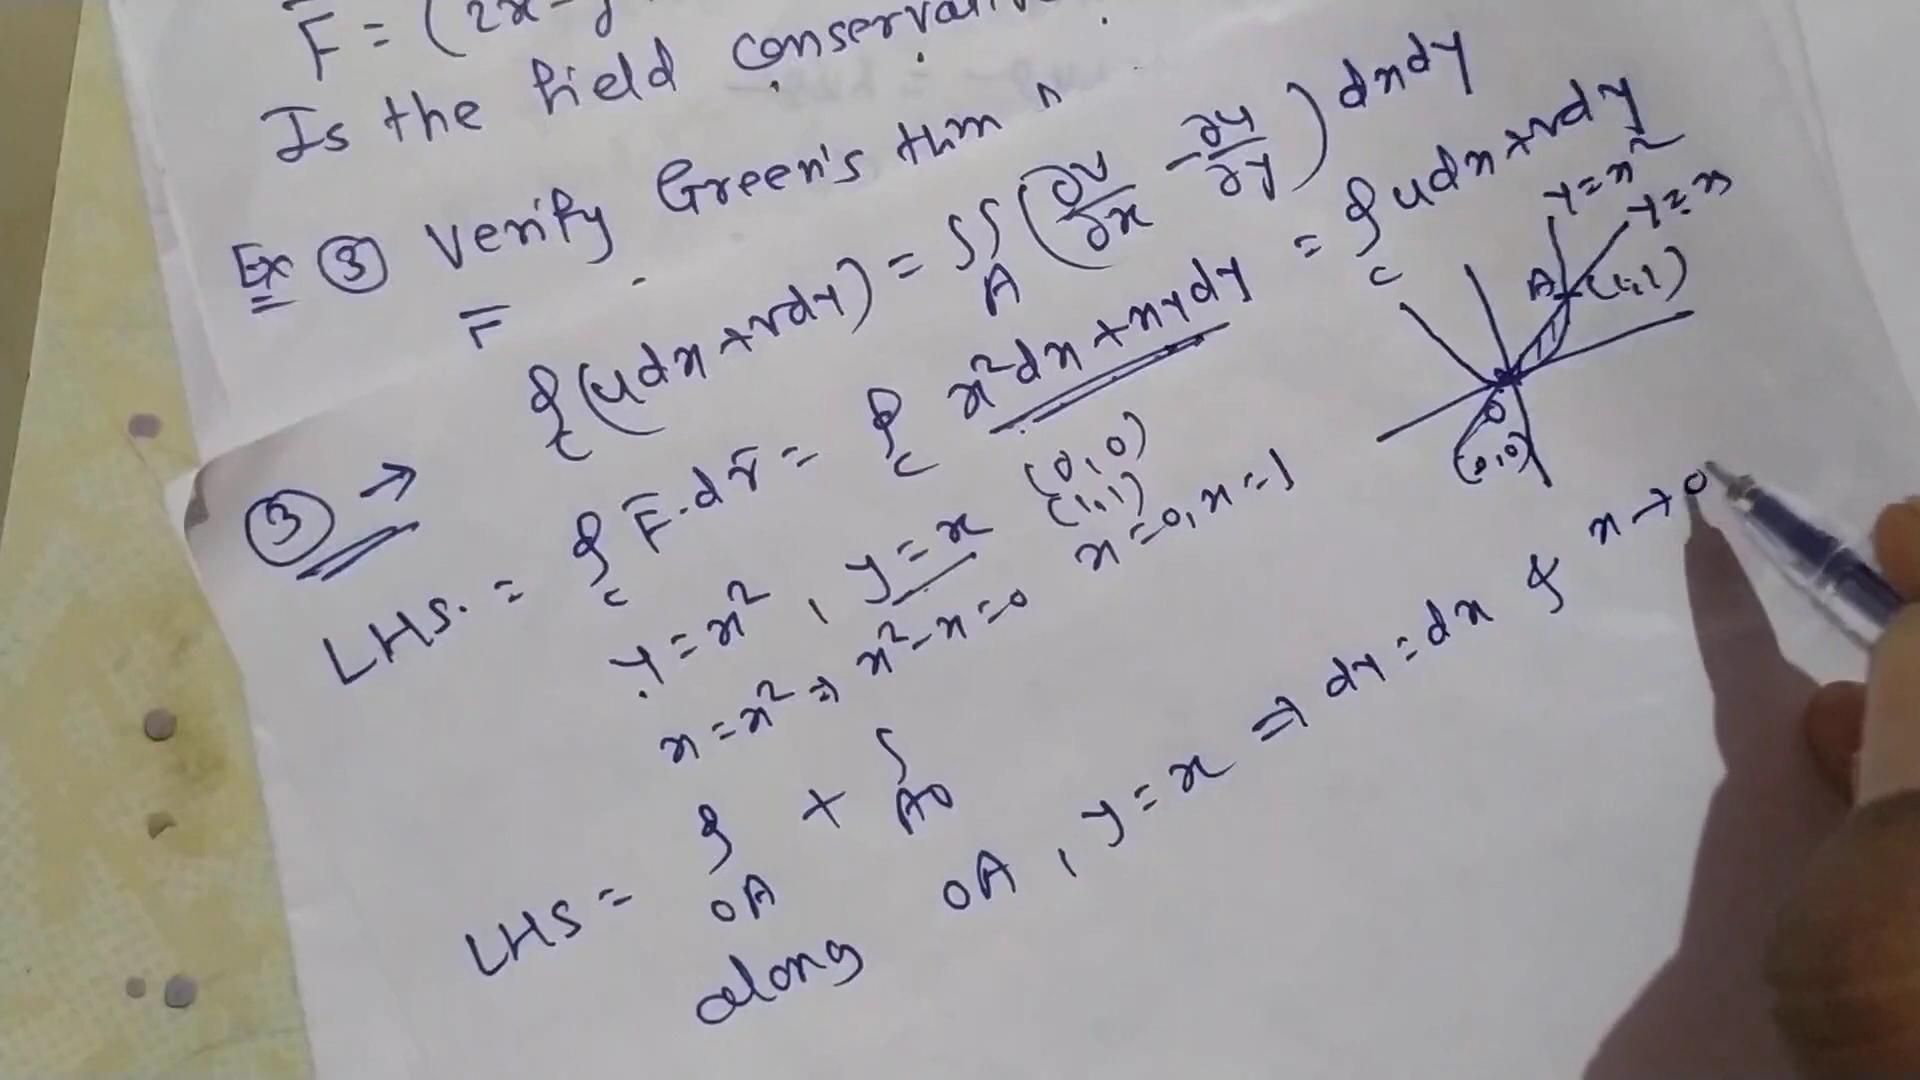 F̅ = (2x-y
Is the field conservati
Ex ③ Verify Green's thm
F̅
∮c (udx+vdy) = ∬A (∂v/∂x - ∂u/∂y) dxdy
③ →
LHS. = ∮c F̅.dr̅ = ∮c x²dx+xydy = ∮c udx+vdy
y=x², y=x (0,0) (1,1)
x=x² ⇒ x²-x=0 x=0, x=1
y=x²
y=x
A (1,1)
O
(0,0)
LHS = ∫OA + ∫AO
along OA, y=x ⇒ dy=dx & x→0